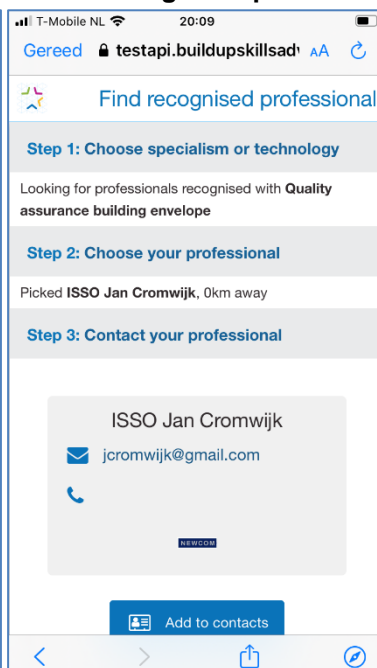 T-Mobile NL 20:09
Gereed testapi.buildupskillsadv AA
Find recognised professional
Step 1: Choose specialism or technology
Looking for professionals recognised with Quality
assurance building envelope
Step 2: Choose your professional
Picked ISSO Jan Cromwijk, 0km away
Step 3: Contact your professional
ISSO Jan Cromwijk
jcromwijk@gmail.com
NEWCOM
Add to contacts